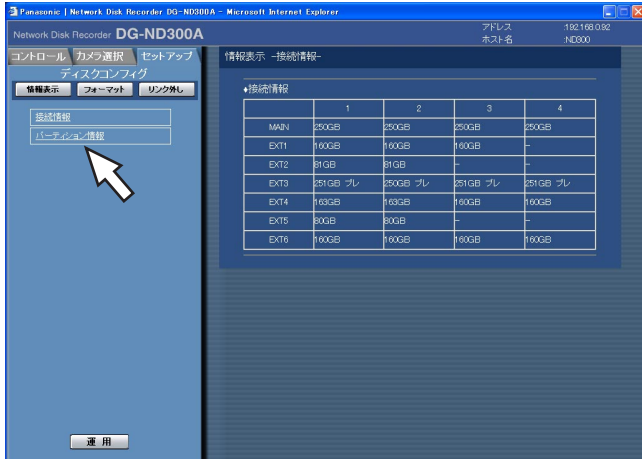 Panasonic | Network Disk Recorder DG-ND300A - Microsoft Internet Explorer
Network Disk Recorder DG-ND300A
アドレス :192.168.0.92
ホスト名 :ND300
コントロール カメラ選択 セットアップ
ディスクコンフィグ
情報表示 フォーマット リンク外し
接続情報
パーティション情報
運用
情報表示 -接続情報-
◆接続情報
1 2 3 4
MAIN 250GB 250GB 250GB 250GB
EXT1 160GB 160GB 160GB -
EXT2 81GB 81GB - -
EXT3 251GB プレ 250GB プレ 251GB プレ 251GB プレ
EXT4 163GB 163GB 160GB 160GB
EXT5 80GB 80GB - -
EXT6 160GB 160GB 160GB 160GB